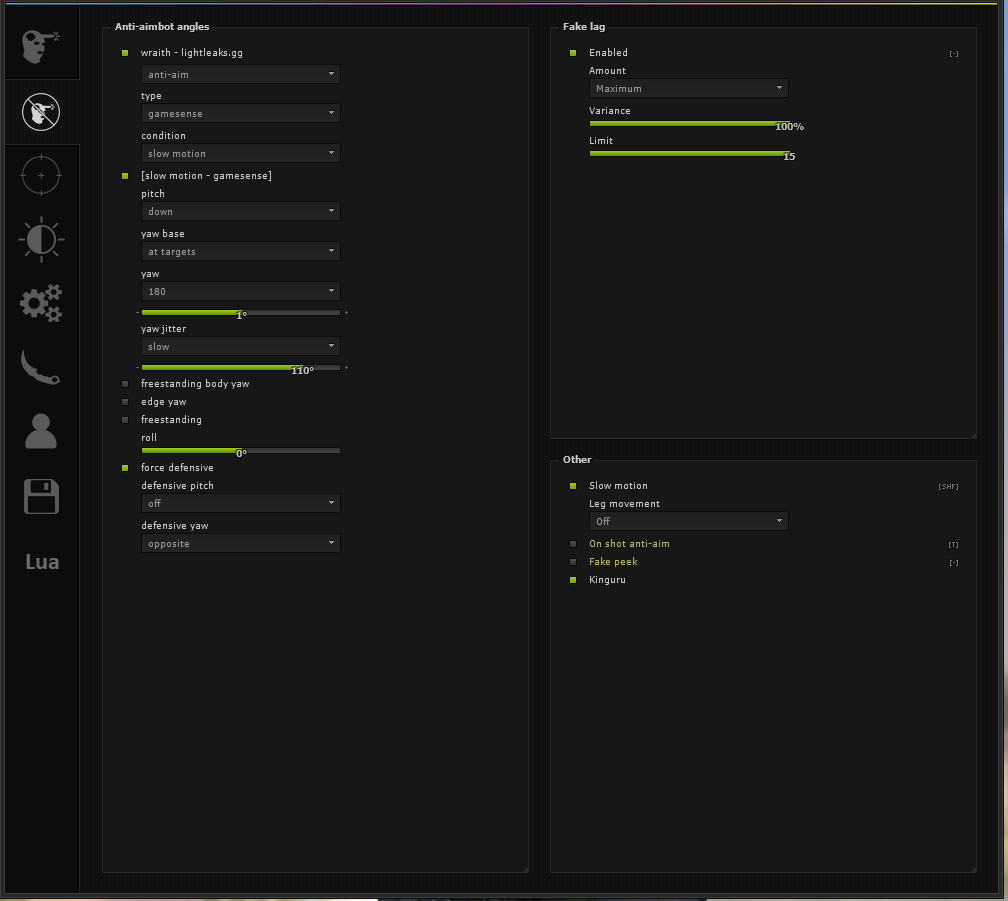 Anti-aimbot angles
wraith - lightleaks.gg
anti-aim
type
gamesense
condition
slow motion
[slow motion - gamesense]
pitch
down
yaw base
at targets
yaw
180
- 1° +
yaw jitter
slow
- 110° +
freestanding body yaw
edge yaw
freestanding
roll
0°
force defensive
defensive pitch
off
defensive yaw
opposite
Lua
Fake lag
Enabled [-]
Amount
Maximum
Variance
100%
Limit
15
Other
Slow motion [SHF]
Leg movement
Off
On shot anti-aim [T]
Fake peek [-]
Kinguru